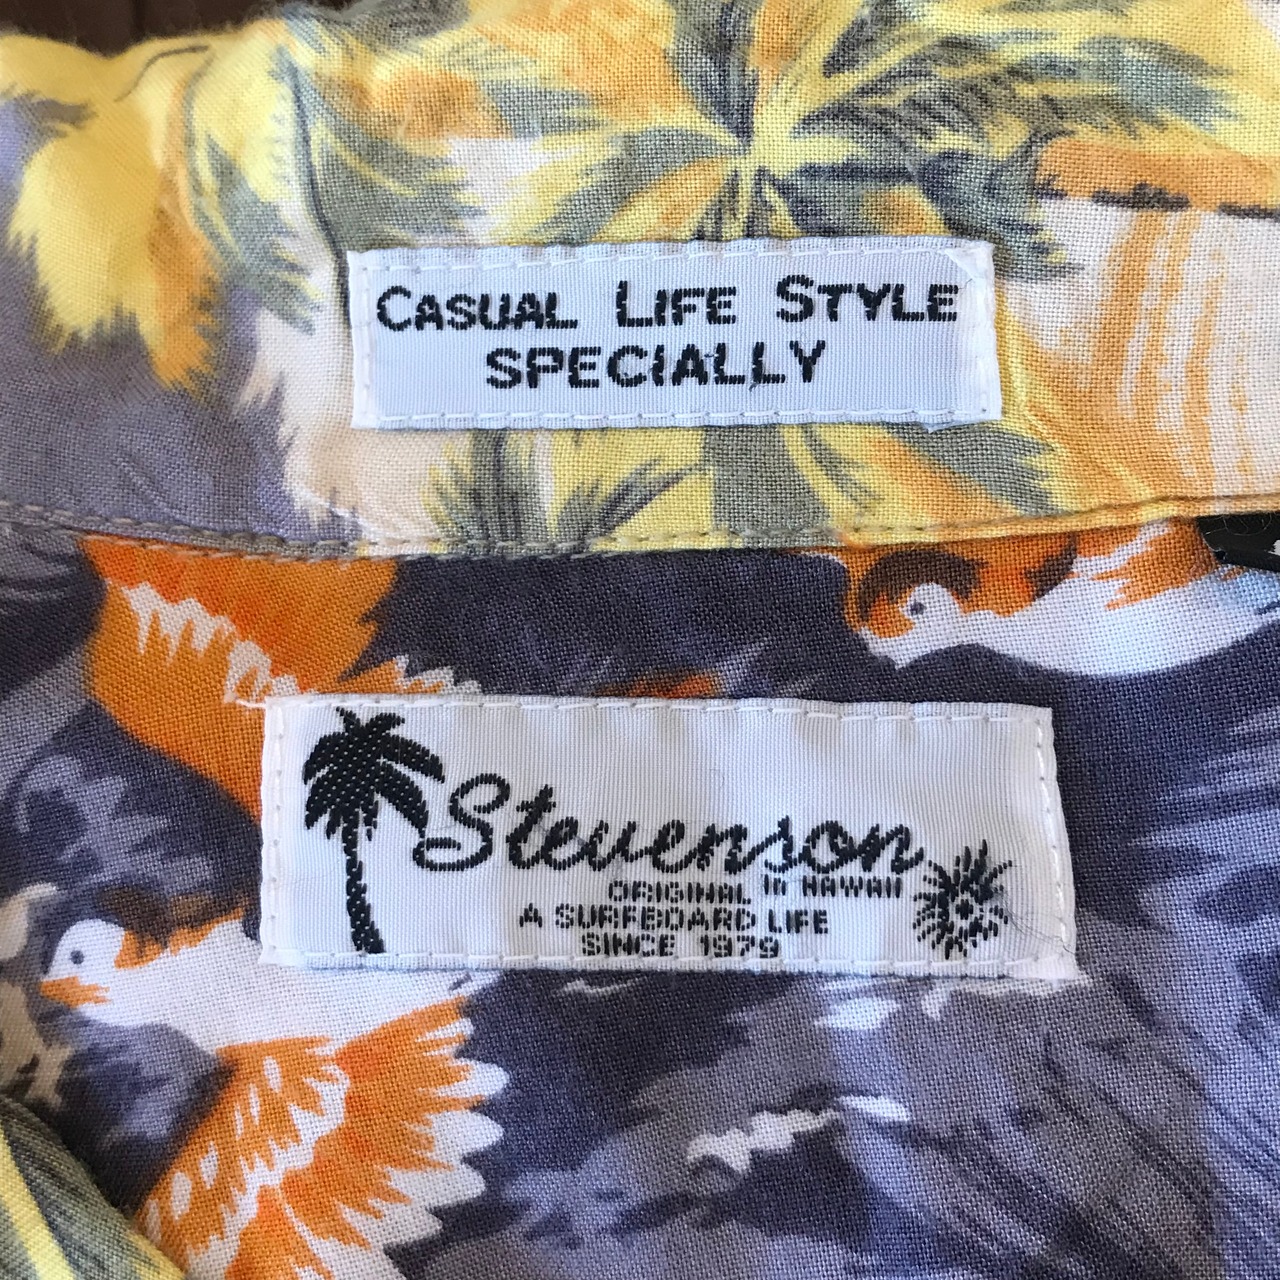 CASUAL LIFE STYLE
SPECIALLY
Stevenson
ORIGINAL in HAWAII
A SURFBOARD LIFE
SINCE 1979